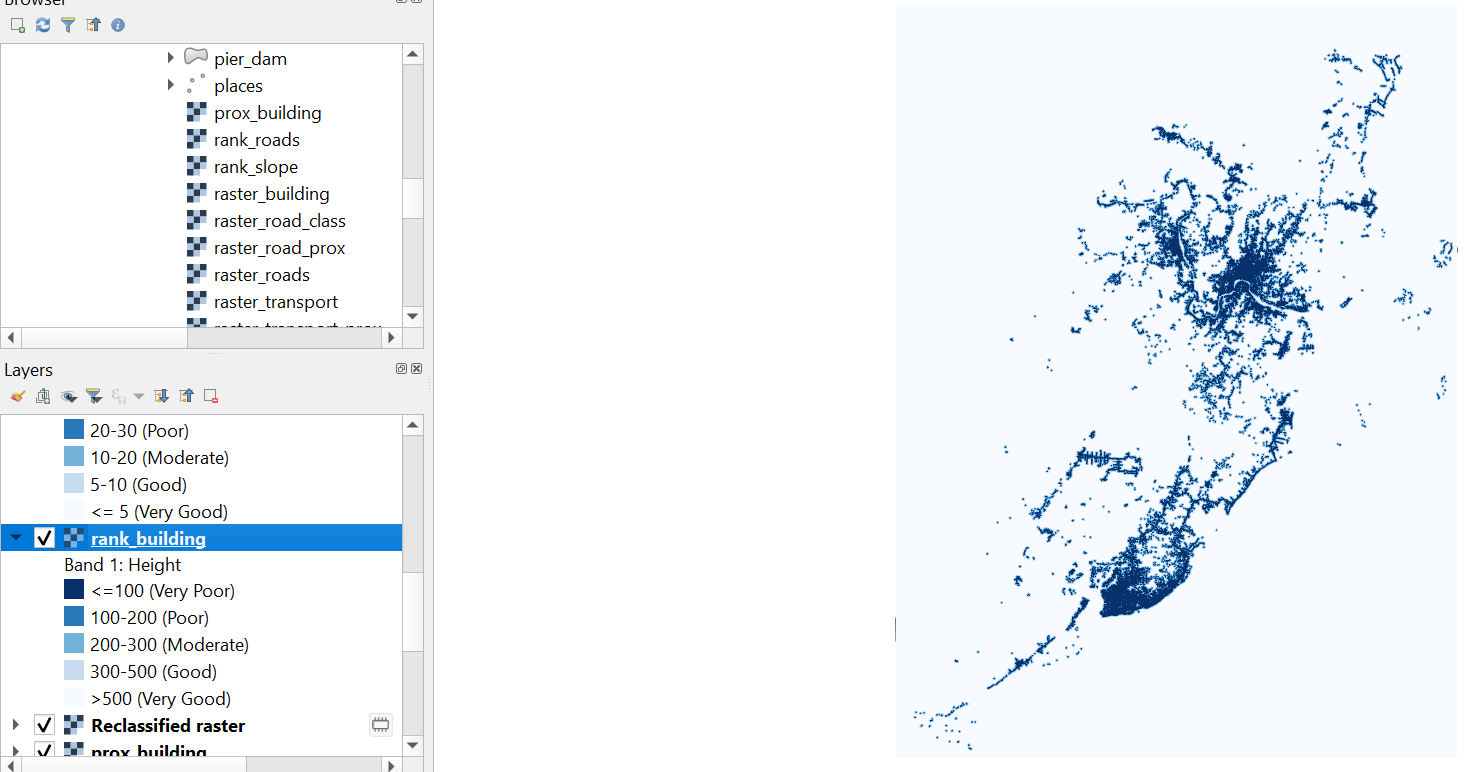 Browser
pier_dam
places
prox_building
rank_roads
rank_slope
raster_building
raster_road_class
raster_road_prox
raster_roads
raster_transport
raster_transport_prox
Layers
20-30 (Poor)
10-20 (Moderate)
5-10 (Good)
<= 5 (Very Good)
rank_building
Band 1: Height
<=100 (Very Poor)
100-200 (Poor)
200-300 (Moderate)
300-500 (Good)
>500 (Very Good)
Reclassified raster
prox_building